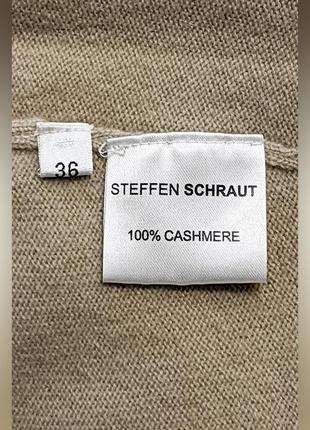 36
STEFFEN SCHRAUT
100% CASHMERE